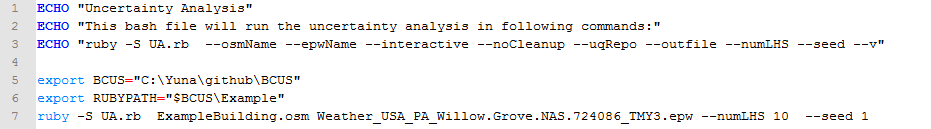 1 ECHO "Uncertainty Analysis"
2 ECHO "This bash file will run the uncertainty analysis in following commands:"
3 ECHO "ruby -S UA.rb  --osmName --epwName --interactive --noCleanup --uqRepo --outfile --numLHS --seed --v"
4
5 export BCUS="C:\Yuna\github\BCUS"
6 export RUBYPATH="$BCUS\Example"
7 ruby -S UA.rb  ExampleBuilding.osm Weather_USA_PA_Willow.Grove.NAS.724086_TMY3.epw --numLHS 10  --seed 1